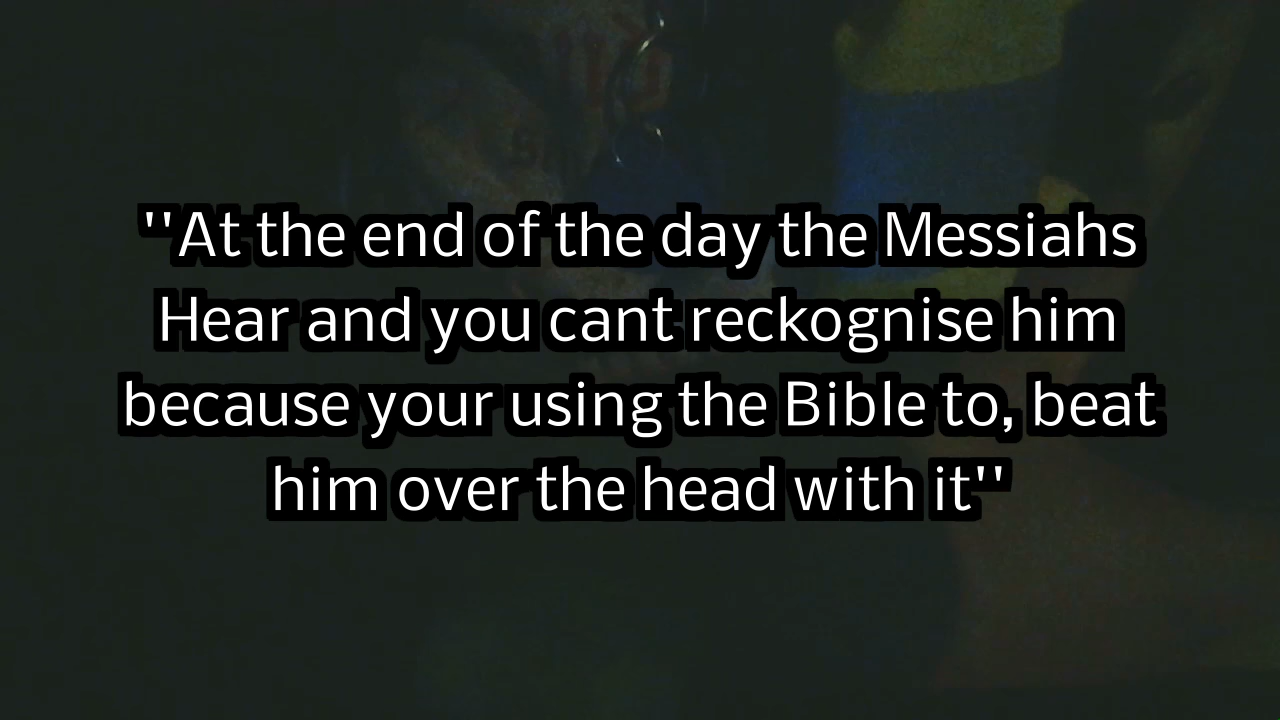 ''At the end of the day the Messiahs
Hear and you cant reckognise him
because your using the Bible to, beat
him over the head with it''